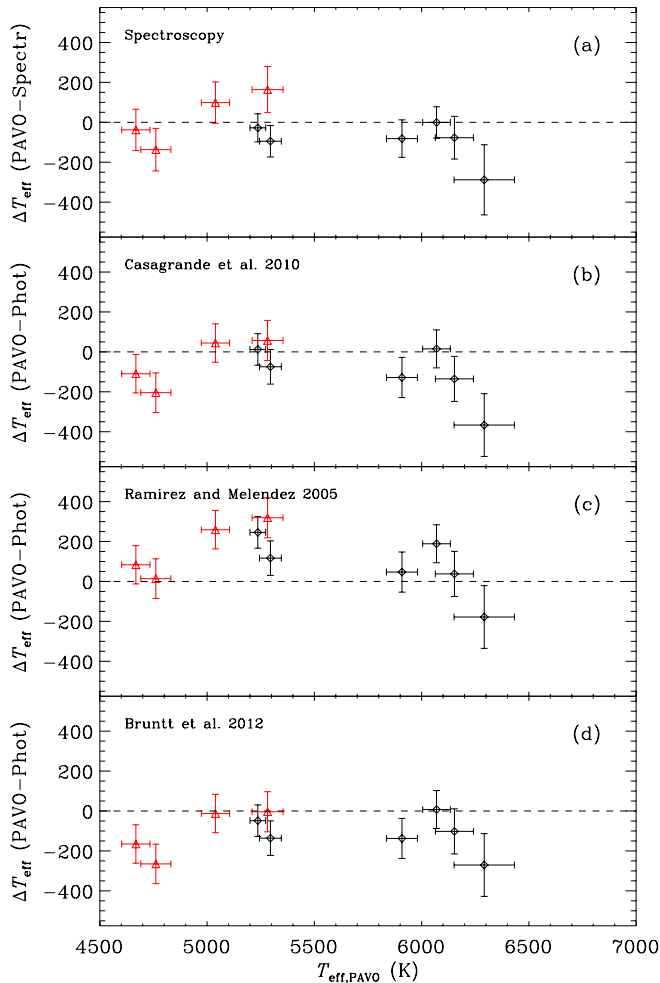 400
200
0
−200
−400
ΔTeff (PAVO−Spectr)
Spectroscopy
(a)
400
200
0
−200
−400
ΔTeff (PAVO−Phot)
Casagrande et al. 2010
(b)
400
200
0
−200
−400
ΔTeff (PAVO−Phot)
Ramirez and Melendez 2005
(c)
400
200
0
−200
−400
ΔTeff (PAVO−Phot)
Bruntt et al. 2012
(d)
4500 5000 5500 6000 6500 7000
Teff,PAVO (K)